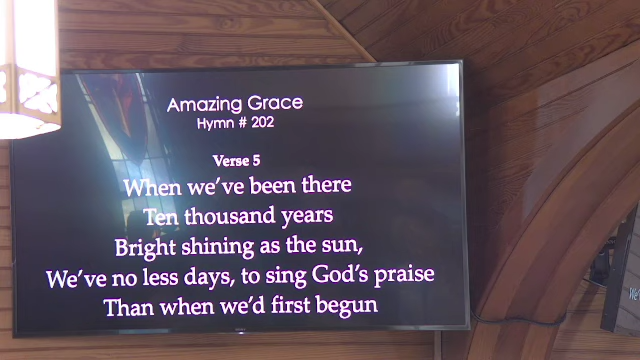 Amazing Grace
Hymn # 202
Verse 5
When we've been there
Ten thousand years
Bright shining as the sun,
We've no less days, to sing God's praise
Than when we'd first begun